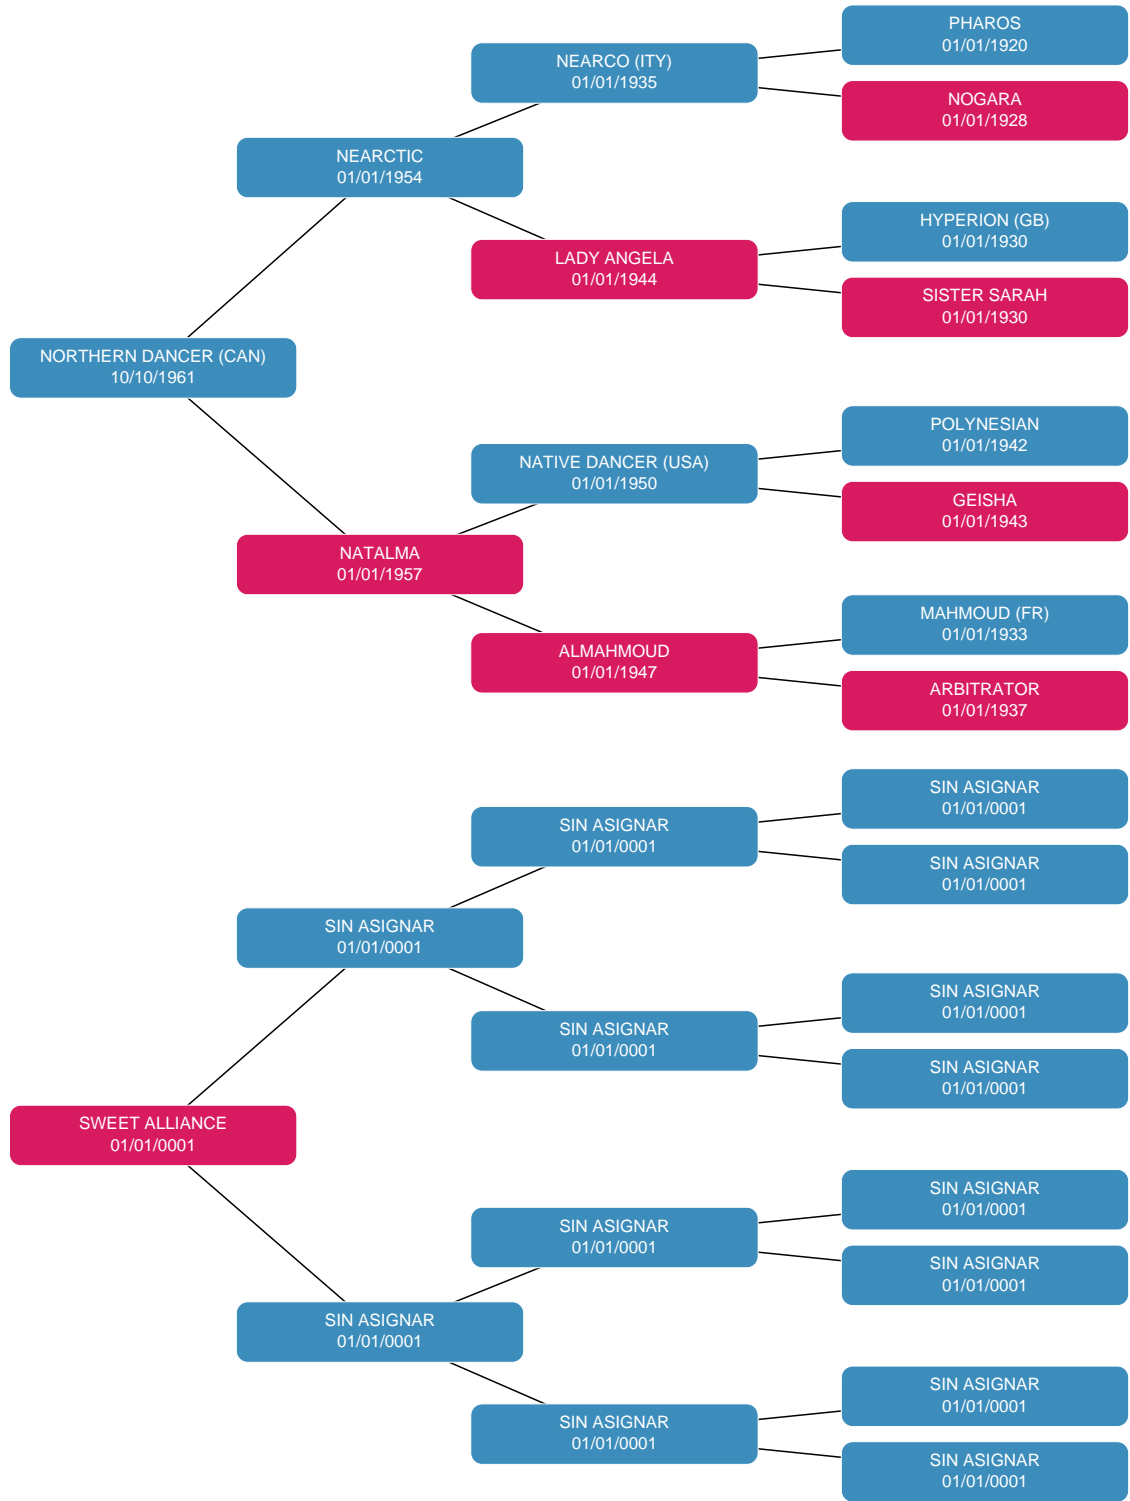 PHAROS
01/01/1920
NEARCO (ITY)
01/01/1935
NOGARA
01/01/1928
NEARCTIC
01/01/1954
HYPERION (GB)
01/01/1930
LADY ANGELA
01/01/1944
SISTER SARAH
01/01/1930
NORTHERN DANCER (CAN)
10/10/1961
POLYNESIAN
01/01/1942
NATIVE DANCER (USA)
01/01/1950
GEISHA
01/01/1943
NATALMA
01/01/1957
MAHMOUD (FR)
01/01/1933
ALMAHMOUD
01/01/1947
ARBITRATOR
01/01/1937
SIN ASIGNAR
01/01/0001
SIN ASIGNAR
01/01/0001
SIN ASIGNAR
01/01/0001
SIN ASIGNAR
01/01/0001
SIN ASIGNAR
01/01/0001
SIN ASIGNAR
01/01/0001
SIN ASIGNAR
01/01/0001
SWEET ALLIANCE
01/01/0001
SIN ASIGNAR
01/01/0001
SIN ASIGNAR
01/01/0001
SIN ASIGNAR
01/01/0001
SIN ASIGNAR
01/01/0001
SIN ASIGNAR
01/01/0001
SIN ASIGNAR
01/01/0001
SIN ASIGNAR
01/01/0001